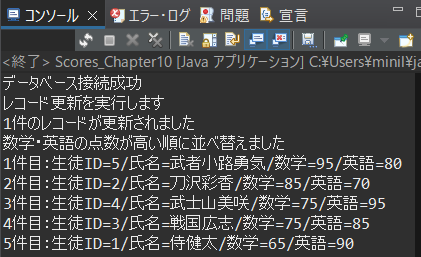 コンソール エラー・ログ 問題 宣言
<終了> Scores_Chapter10 [Java アプリケーション] C:¥Users¥minil¥ja
データベース接続成功
レコード更新を実行します
1件のレコードが更新されました
数学・英語の点数が高い順に並べ替えました
1件目:生徒ID=5/氏名=武者小路勇気/数学=95/英語=80
2件目:生徒ID=2/氏名=刀沢彩香/数学=85/英語=70
3件目:生徒ID=4/氏名=武士山美咲/数学=75/英語=95
4件目:生徒ID=3/氏名=戦国広志/数学=75/英語=85
5件目:生徒ID=1/氏名=侍健太/数学=65/英語=90